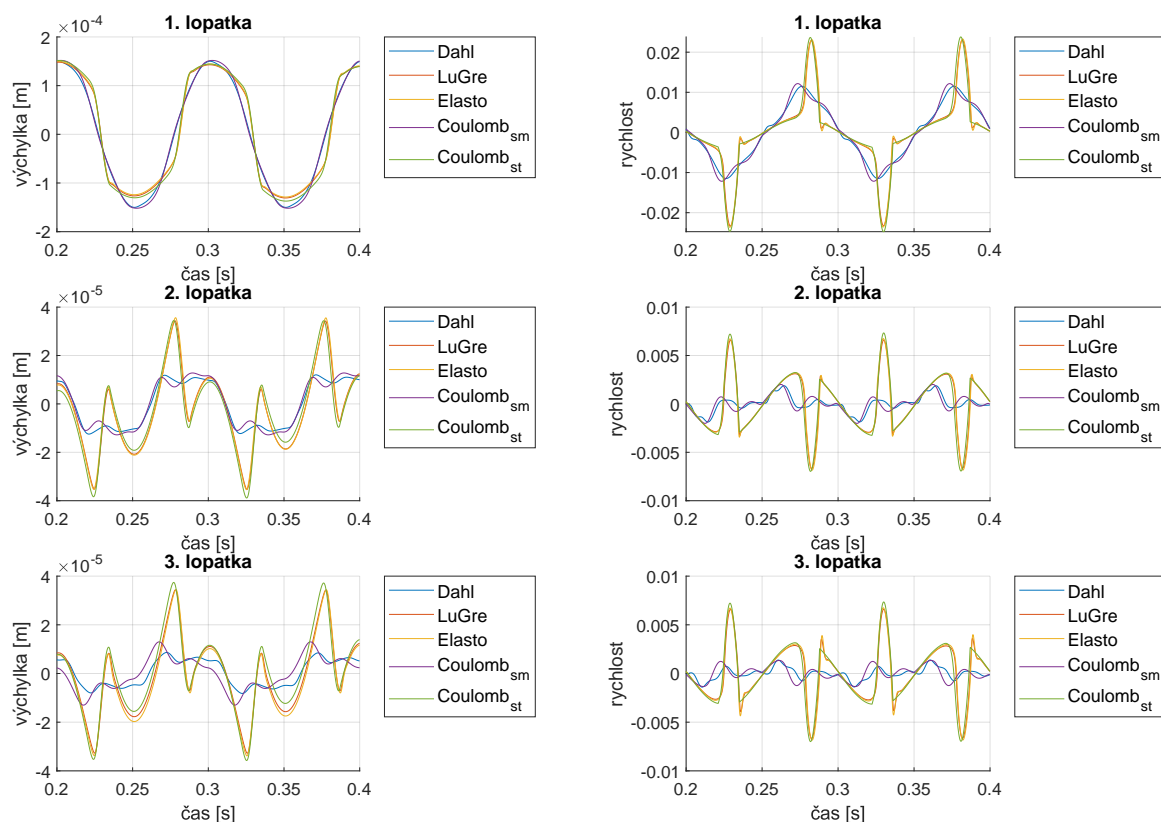 1. lopatka
×10⁻⁴
2
1
0
-1
-2
výchylka [m]
0.2 0.25 0.3 0.35 0.4
čas [s]
Dahl
LuGre
Elasto
Coulomb_sm
Coulomb_st
1. lopatka
0.02
0.01
0
-0.01
-0.02
rychlost
0.2 0.25 0.3 0.35 0.4
čas [s]
Dahl
LuGre
Elasto
Coulomb_sm
Coulomb_st
2. lopatka
×10⁻⁵
4
2
0
-2
-4
výchylka [m]
0.2 0.25 0.3 0.35 0.4
čas [s]
Dahl
LuGre
Elasto
Coulomb_sm
Coulomb_st
2. lopatka
0.01
0.005
0
-0.005
-0.01
rychlost
0.2 0.25 0.3 0.35 0.4
čas [s]
Dahl
LuGre
Elasto
Coulomb_sm
Coulomb_st
3. lopatka
×10⁻⁵
4
2
0
-2
-4
výchylka [m]
0.2 0.25 0.3 0.35 0.4
čas [s]
Dahl
LuGre
Elasto
Coulomb_sm
Coulomb_st
3. lopatka
0.01
0.005
0
-0.005
-0.01
rychlost
0.2 0.25 0.3 0.35 0.4
čas [s]
Dahl
LuGre
Elasto
Coulomb_sm
Coulomb_st